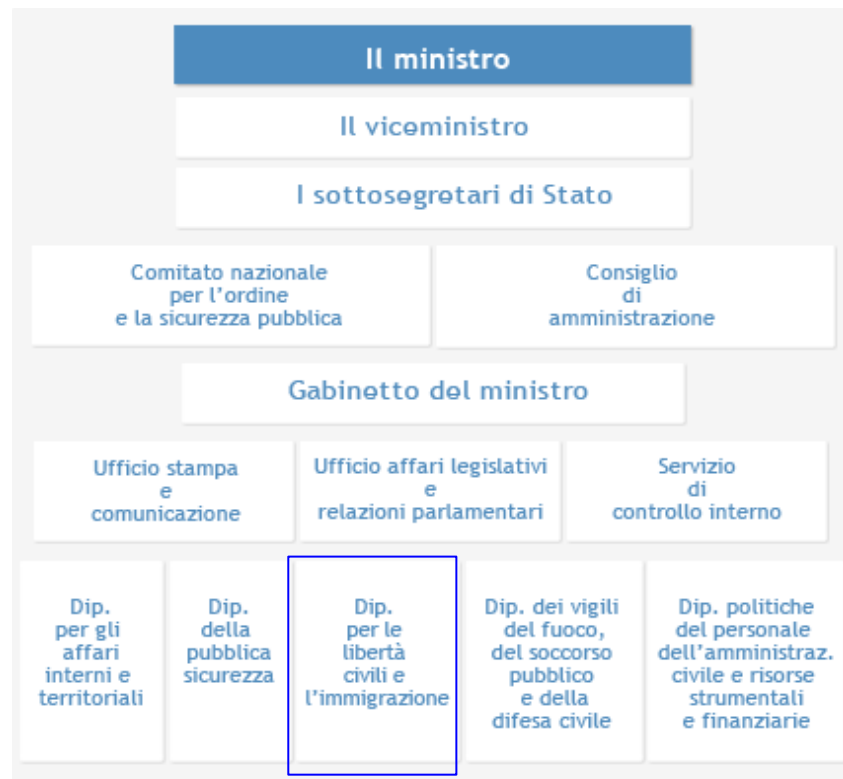 Il ministro
Il viceministro
I sottosegretari di Stato
Comitato nazionale
per l'ordine
e la sicurezza pubblica
Consiglio
di
amministrazione
Gabinetto del ministro
Ufficio stampa
e
comunicazione
Ufficio affari legislativi
e
relazioni parlamentari
Servizio
di
controllo interno
Dip.
per gli
affari
interni e
territoriali
Dip.
della
pubblica
sicurezza
Dip.
per le
libertà
civili e
l'immigrazione
Dip. dei vigili
del fuoco,
del soccorso
pubblico
e della
difesa civile
Dip. politiche
del personale
dell'amministraz.
civile e risorse
strumentali
e finanziarie